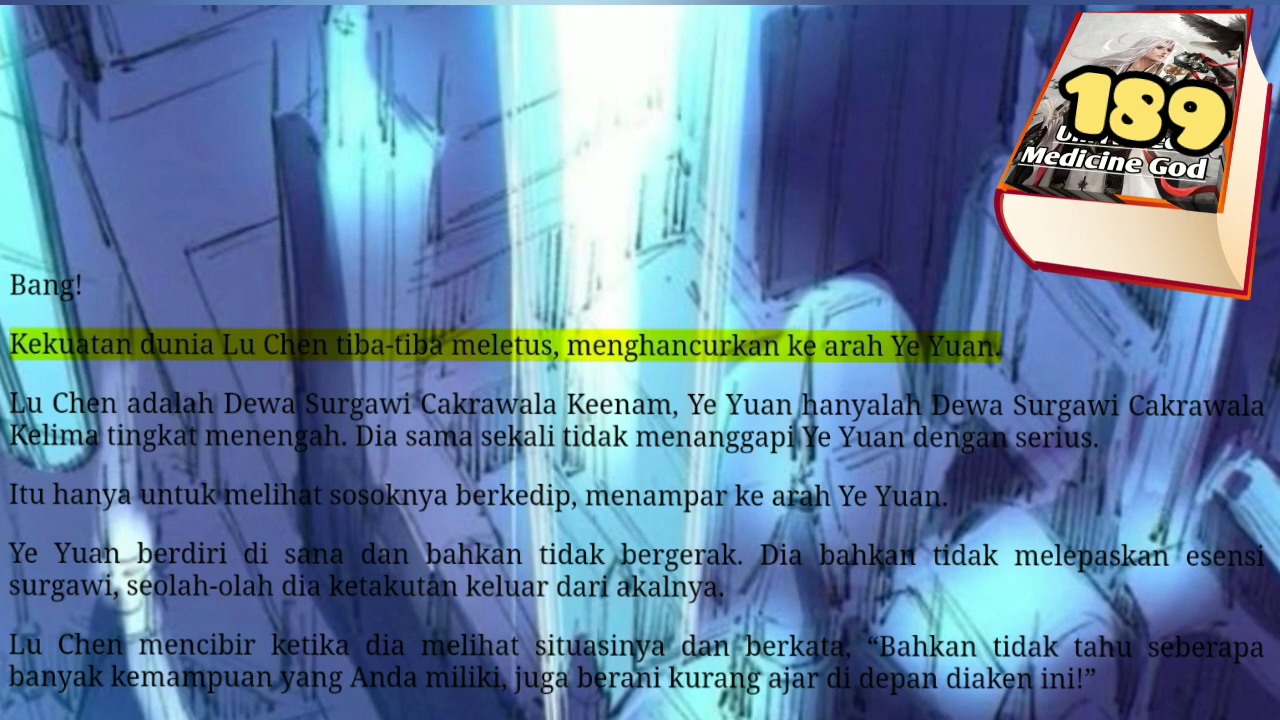 189
Medicine God
Bang!
Kekuatan dunia Lu Chen tiba-tiba meletus, menghancurkan ke arah Ye Yuan.
Lu Chen adalah Dewa Surgawi Cakrawala Keenam, Ye Yuan hanyalah Dewa Surgawi Cakrawala
Kelima tingkat menengah. Dia sama sekali tidak menanggapi Ye Yuan dengan serius.
Itu hanya untuk melihat sosoknya berkedip, menampar ke arah Ye Yuan.
Ye Yuan berdiri di sana dan bahkan tidak bergerak. Dia bahkan tidak melepaskan esensi
surgawi, seolah-olah dia ketakutan keluar dari akalnya.
Lu Chen mencibir ketika dia melihat situasinya dan berkata, “Bahkan tidak tahu seberapa
banyak kemampuan yang Anda miliki, juga berani kurang ajar di depan diaken ini!”